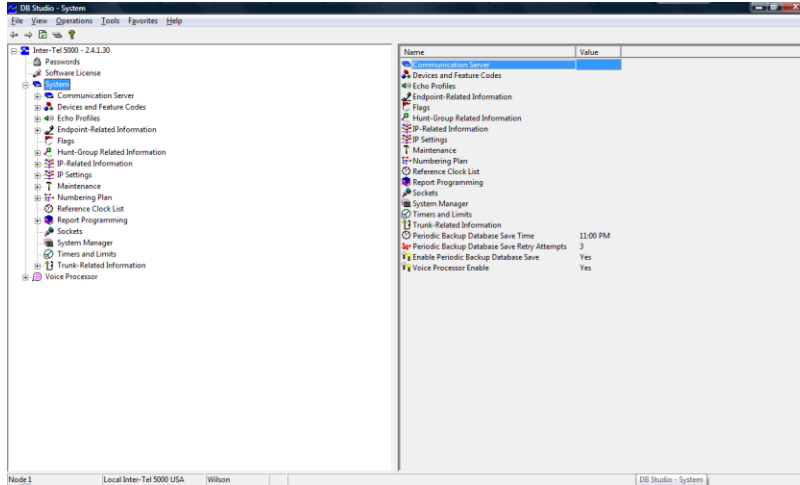 DB Studio - System
File View Operations Tools Favorites Help
Inter-Tel 5000 - 2.4.1.30
Passwords
Software License
System
Communication Server
Devices and Feature Codes
Echo Profiles
Endpoint-Related Information
Flags
Hunt-Group Related Information
IP-Related Information
IP Settings
Maintenance
Numbering Plan
Reference Clock List
Report Programming
Sockets
System Manager
Timers and Limits
Trunk-Related Information
Voice Processor
Name Value
Communication Server
Devices and Feature Codes
Echo Profiles
Endpoint-Related Information
Flags
Hunt-Group Related Information
IP-Related Information
IP Settings
Maintenance
Numbering Plan
Reference Clock List
Report Programming
Sockets
System Manager
Timers and Limits
Trunk-Related Information
Periodic Backup Database Save Time 11:00 PM
Periodic Backup Database Save Retry Attempts 3
Enable Periodic Backup Database Save Yes
Voice Processor Enable Yes
Node 1 Local Inter-Tel 5000 USA Wilson DB Studio - System